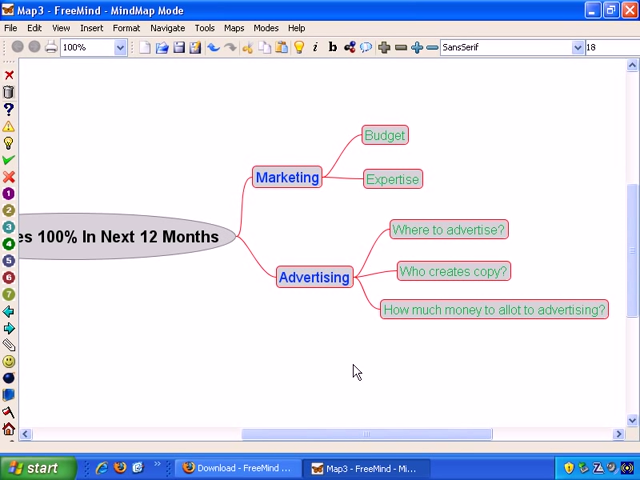 Map3 - FreeMind - MindMap Mode
File Edit View Insert Format Navigate Tools Maps Modes Help
100% SansSerif 18
Budget
Marketing
Expertise
es 100% In Next 12 Months
Where to advertise?
Who creates copy?
Advertising
How much money to allot to advertising?
start Download - FreeMind ... Map3 - FreeMind - Mi...